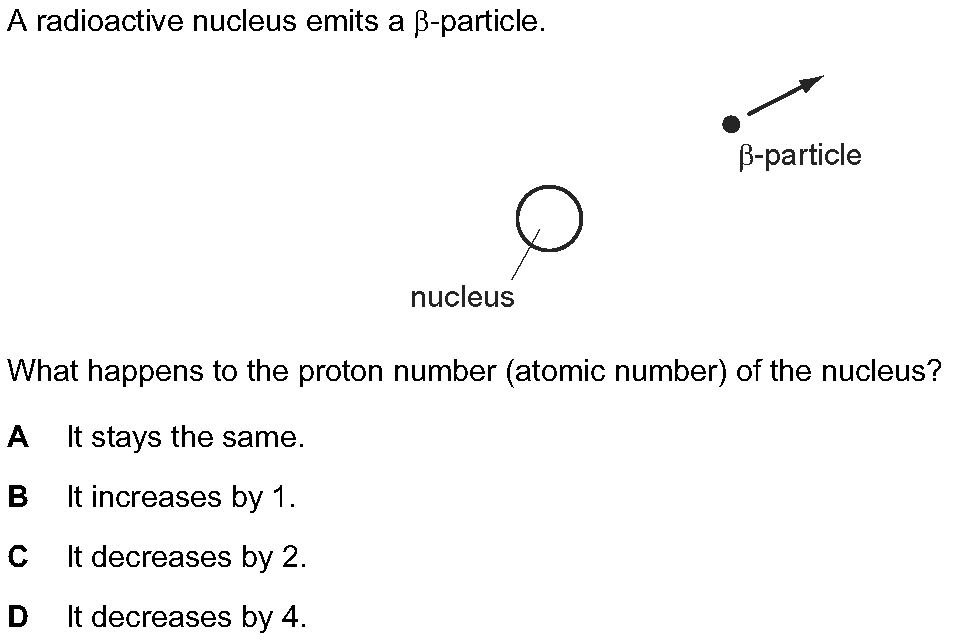 A radioactive nucleus emits a β-particle.
β-particle
nucleus
What happens to the proton number (atomic number) of the nucleus?
A It stays the same.
B It increases by 1.
C It decreases by 2.
D It decreases by 4.